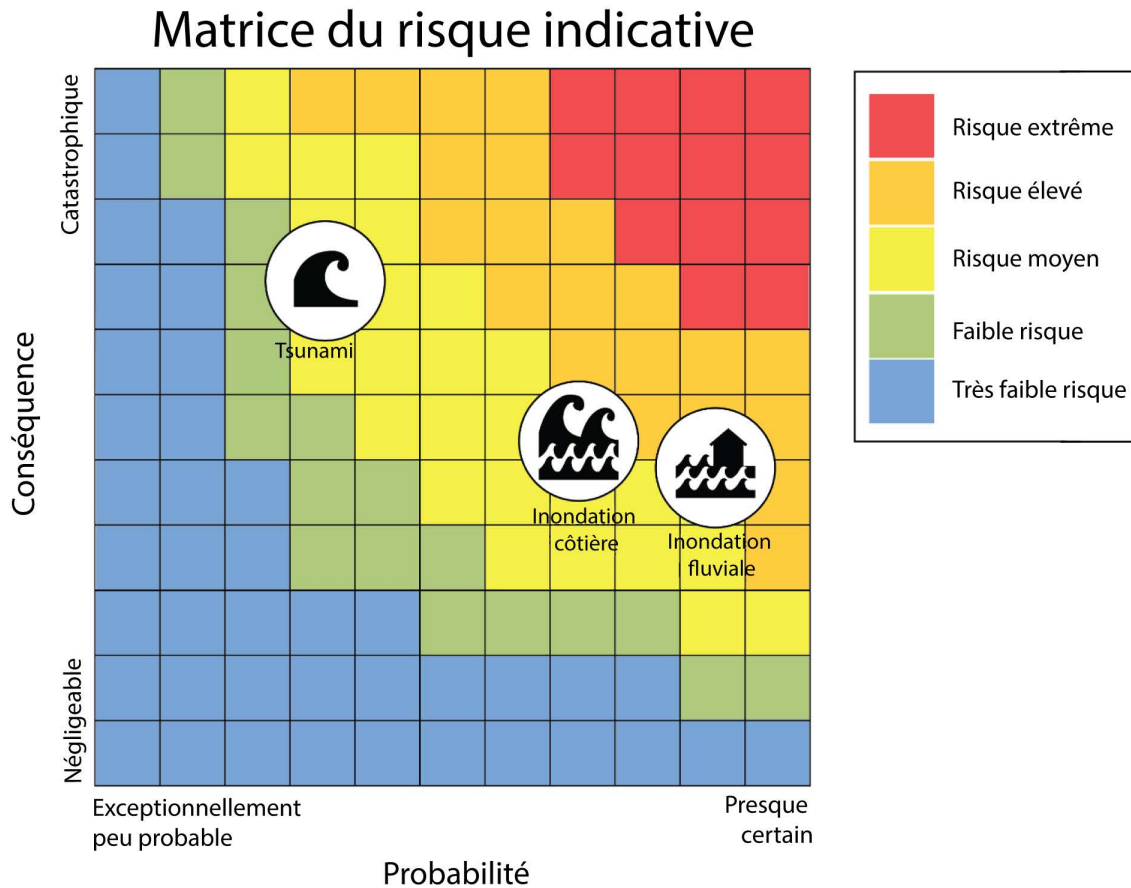 Matrice du risque indicative
Catastrophique
Conséquence
Négligeable
Tsunami
Inondation
côtière
Inondation
fluviale
Exceptionnellement
peu probable
Presque
certain
Probabilité
Risque extrême
Risque élevé
Risque moyen
Faible risque
Très faible risque